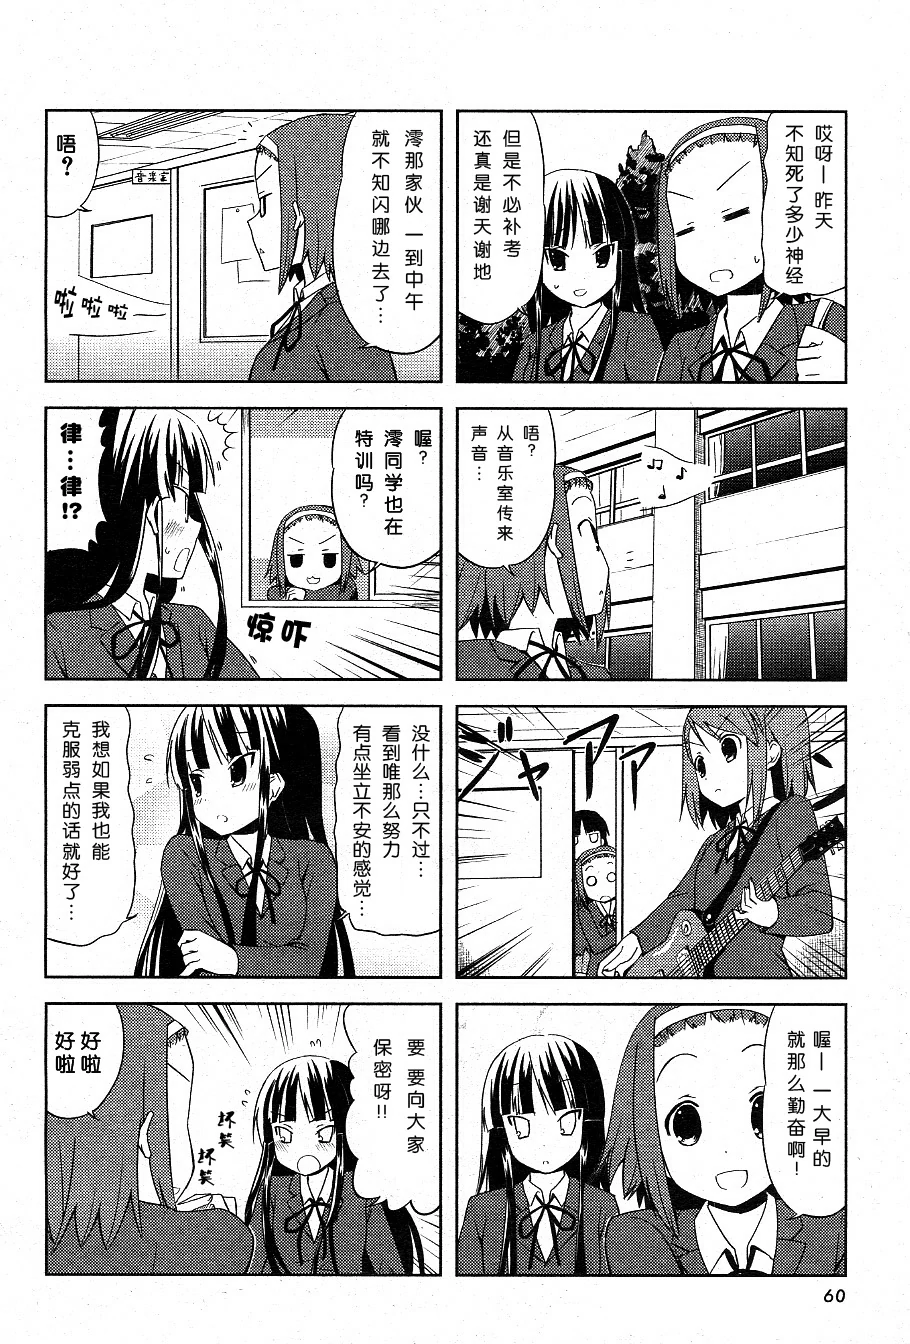 哎呀—昨天
不知死了多少神经
但是不必补考
还真是谢天谢地
唔?
从音乐室传来
声音…
ジャアアァ
喔— 一大早的
就那么勤奋啊!
澪那家伙 一到中午
就不知闪哪边去了…
唔?
音楽室
啦啦啦
喔?
澪同学也在
特训吗?
律…律!?
惊吓
没什么…只不过…
看到唯那么努力
有点坐立不安的感觉…
我想如果我也能
克服弱点的话就好了…
要 要向大家
保密呀!!
坏笑
坏笑
好啦
好啦
60